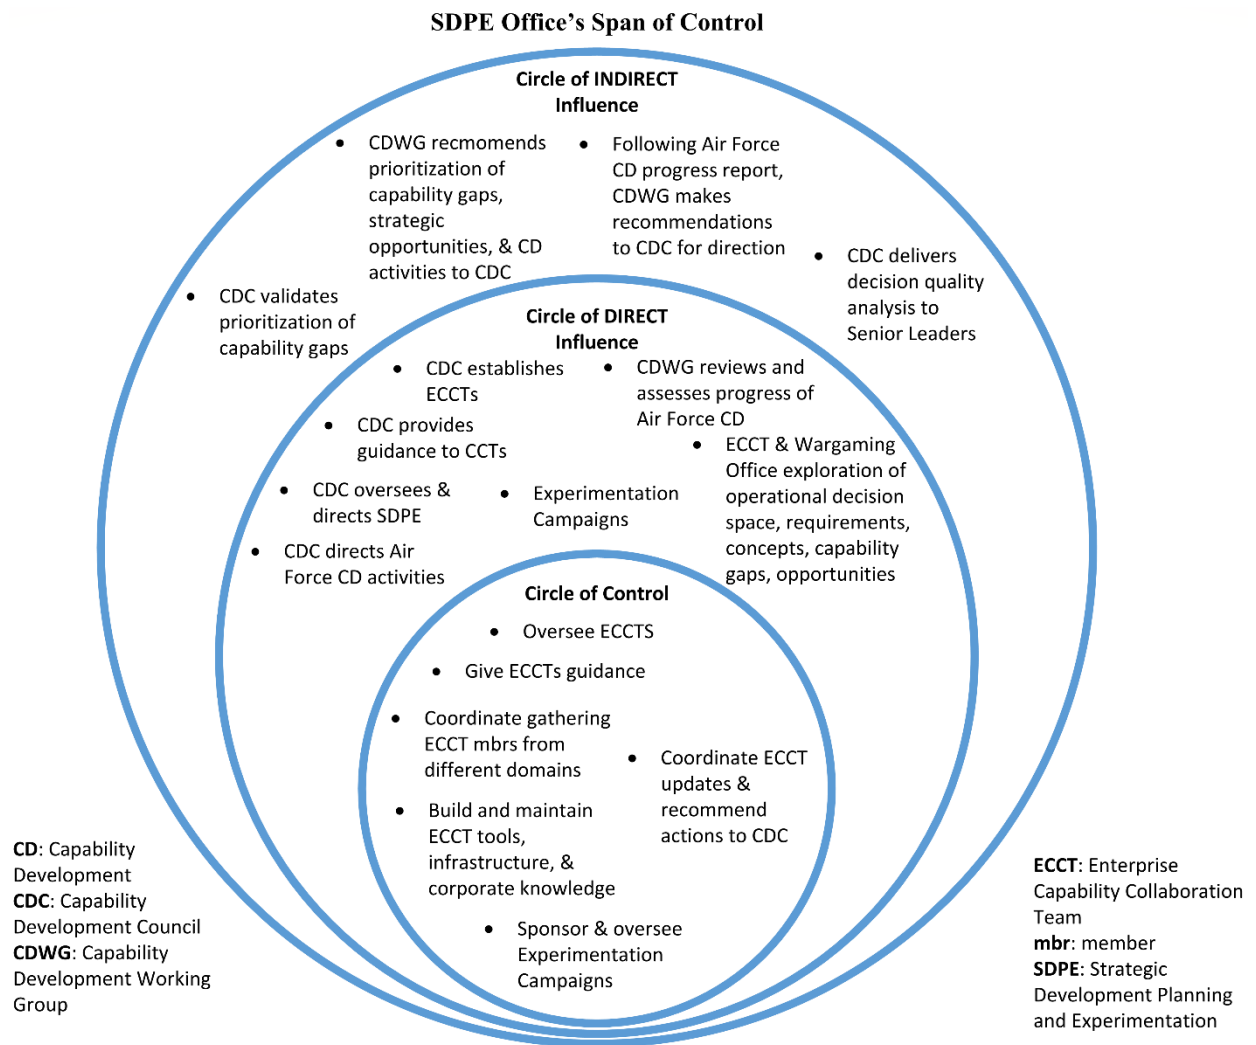 SDPE Office's Span of Control
Circle of INDIRECT
Influence
• CDWG recmomends
prioritization of
capability gaps,
strategic
opportunities, & CD
activities to CDC
• Following Air Force
CD progress report,
CDWG makes
recommendations
to CDC for direction
• CDC delivers
decision quality
analysis to
Senior Leaders
• CDC validates
prioritization of
capability gaps
Circle of DIRECT
Influence
• CDC establishes
ECCTs
• CDWG reviews and
assesses progress of
Air Force CD
• CDC provides
guidance to CCTs
• ECCT & Wargaming
Office exploration of
operational decision
space, requirements,
concepts, capability
gaps, opportunities
• CDC oversees &
directs SDPE
• Experimentation
Campaigns
• CDC directs Air
Force CD activities
Circle of Control
• Oversee ECCTS
• Give ECCTs guidance
• Coordinate gathering
ECCT mbrs from
different domains
• Coordinate ECCT
updates &
recommend
actions to CDC
• Build and maintain
ECCT tools,
infrastructure, &
corporate knowledge
• Sponsor & oversee
Experimentation
Campaigns
CD: Capability
Development
CDC: Capability
Development Council
CDWG: Capability
Development Working
Group
ECCT: Enterprise
Capability Collaboration
Team
mbr: member
SDPE: Strategic
Development Planning
and Experimentation